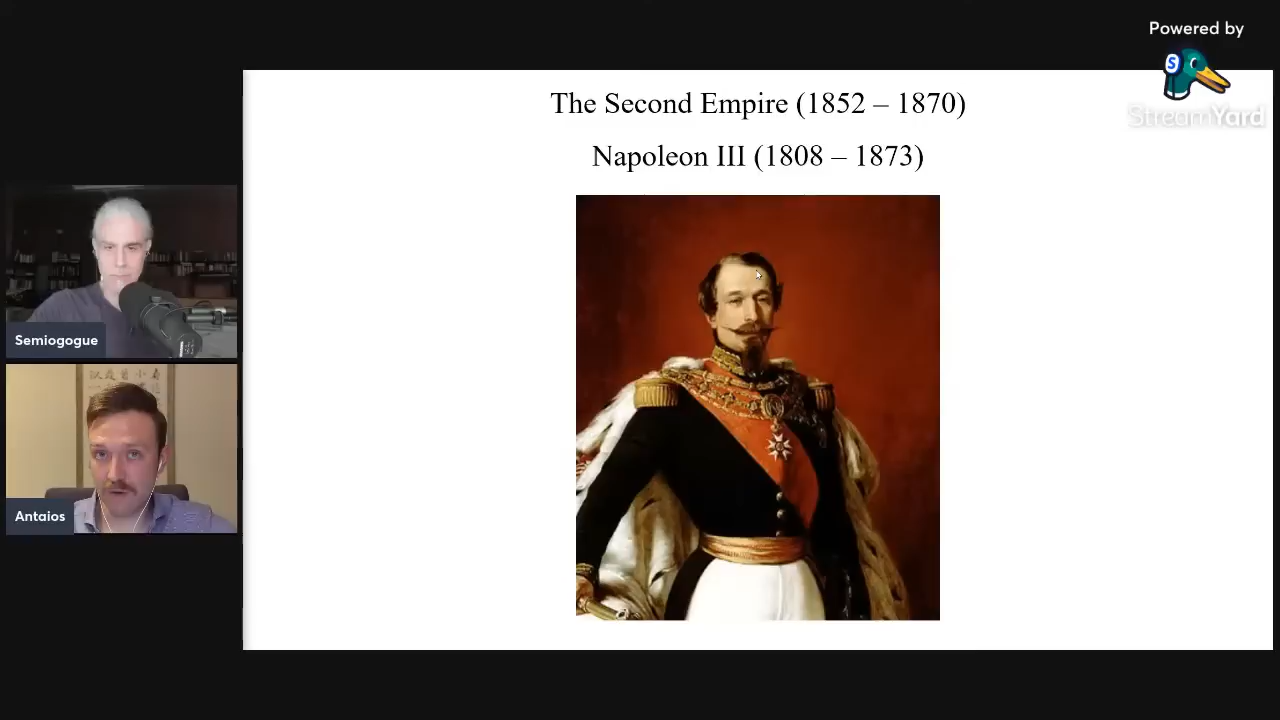 Powered by
StreamYard
The Second Empire (1852 – 1870)
Napoleon III (1808 – 1873)
Semiogogue
Antaios